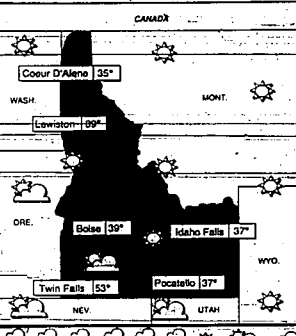 CANADA
Coeur D'Alene 35°
WASH.
MONT.
Lewiston 39°
ORE.
Boise 39°
Idaho Falls 37°
WYO.
Twin Falls 53°
Pocatello 37°
NEV.
UTAH